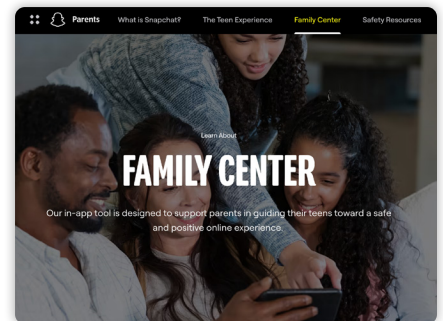 Parents
What is Snapchat?
The Teen Experience
Family Center
Safety Resources
Learn About
FAMILY CENTER
Our in-app tool is designed to support parents in guiding their teens toward a safe
and positive online experience.